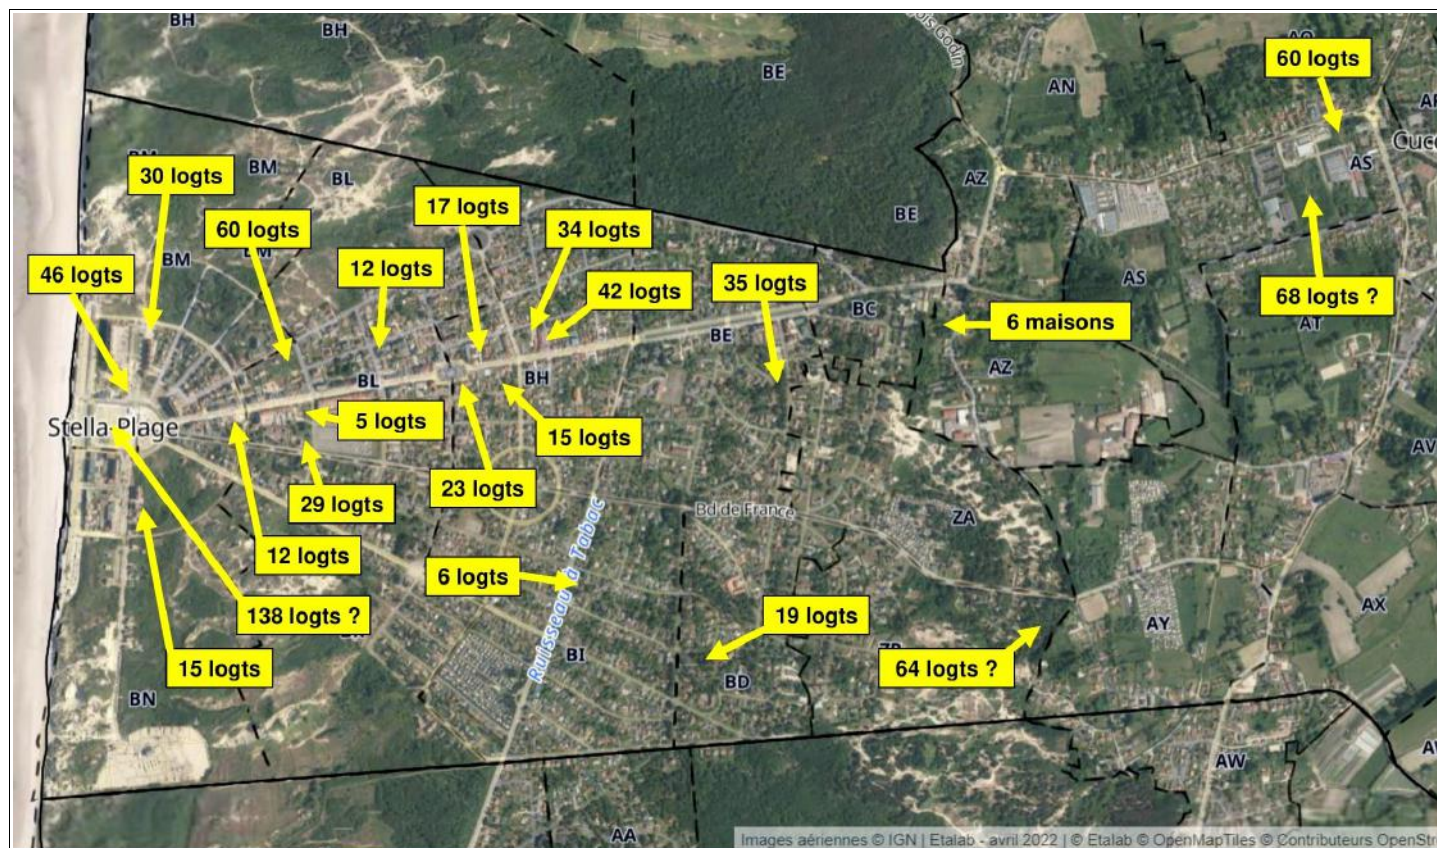 BH
BH
BE
AN
60 logts
BM
30 logts
BM
BL
17 logts
AZ
AS
BE
60 logts
34 logts
BM
12 logts
46 logts
42 logts
35 logts
BC
AS
68 logts ?
BE
6 maisons
AT
BL
BH
AZ
Stella-Plage
5 logts
15 logts
AV
29 logts
23 logts
Bd de France
ZA
12 logts
Ruisseau à Tabac
6 logts
138 logts ?
19 logts
AX
AY
15 logts
BI
64 logts ?
BN
BD
AW
AA
Images aériennes © IGN | Etalab - avril 2022 | © Etalab © OpenMapTiles © Contributeurs OpenStr